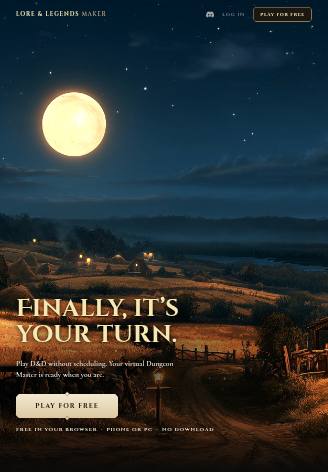 LORE & LEGENDS MAKER
LOG IN
PLAY FOR FREE
FINALLY, IT'S
YOUR TURN.
Play D&D without scheduling. Your virtual Dungeon
Master is ready when you are.
PLAY FOR FREE
FREE IN YOUR BROWSER · PHONE OR PC · NO DOWNLOAD